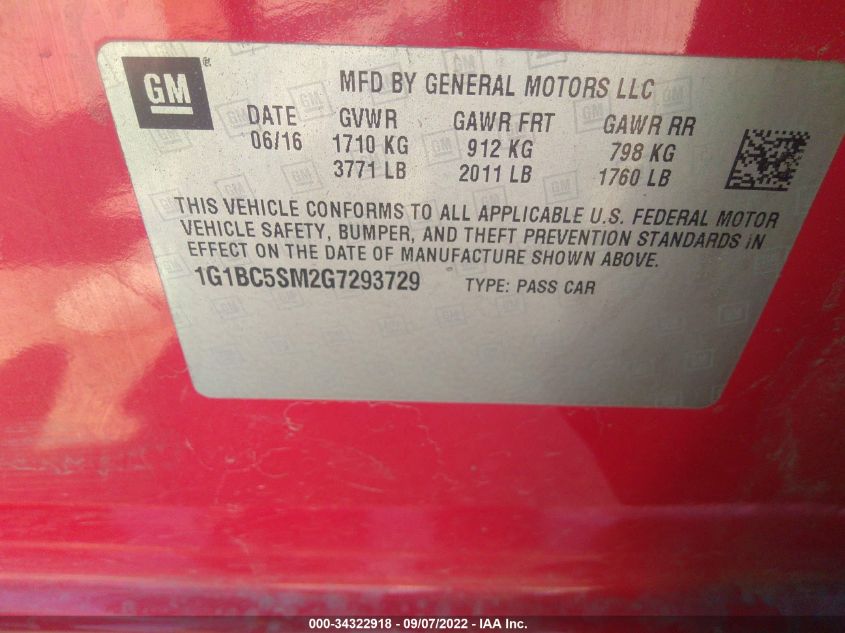 GM ®
MFD BY GENERAL MOTORS LLC
DATE GVWR GAWR FRT GAWR RR
06/16 1710 KG 912 KG 798 KG
3771 LB 2011 LB 1760 LB
THIS VEHICLE CONFORMS TO ALL APPLICABLE U.S. FEDERAL MOTOR
VEHICLE SAFETY, BUMPER, AND THEFT PREVENTION STANDARDS IN
EFFECT ON THE DATE OF MANUFACTURE SHOWN ABOVE.
1G1BC5SM2G7293729 TYPE: PASS CAR
000-34322918 - 09/07/2022 - IAA Inc.